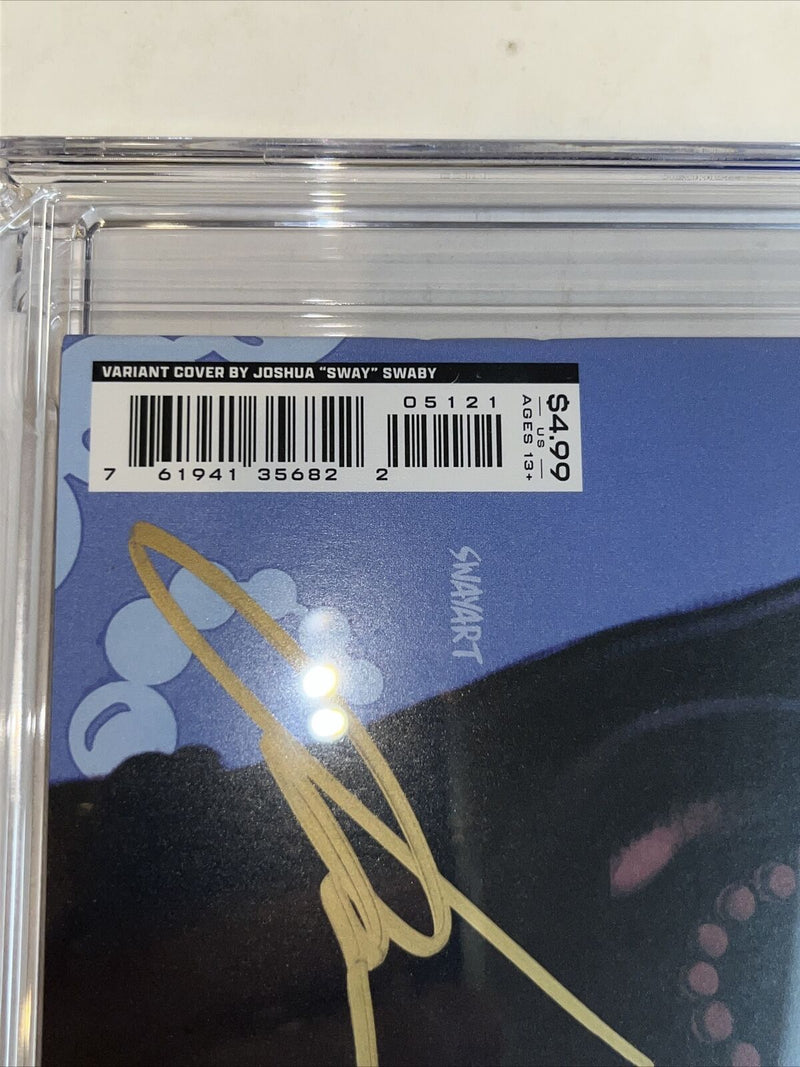 VARIANT COVER BY JOSHUA "SWAY" SWABY
05121
7 61941 35682 2
$4.99
US
AGES 13+
SWAYART